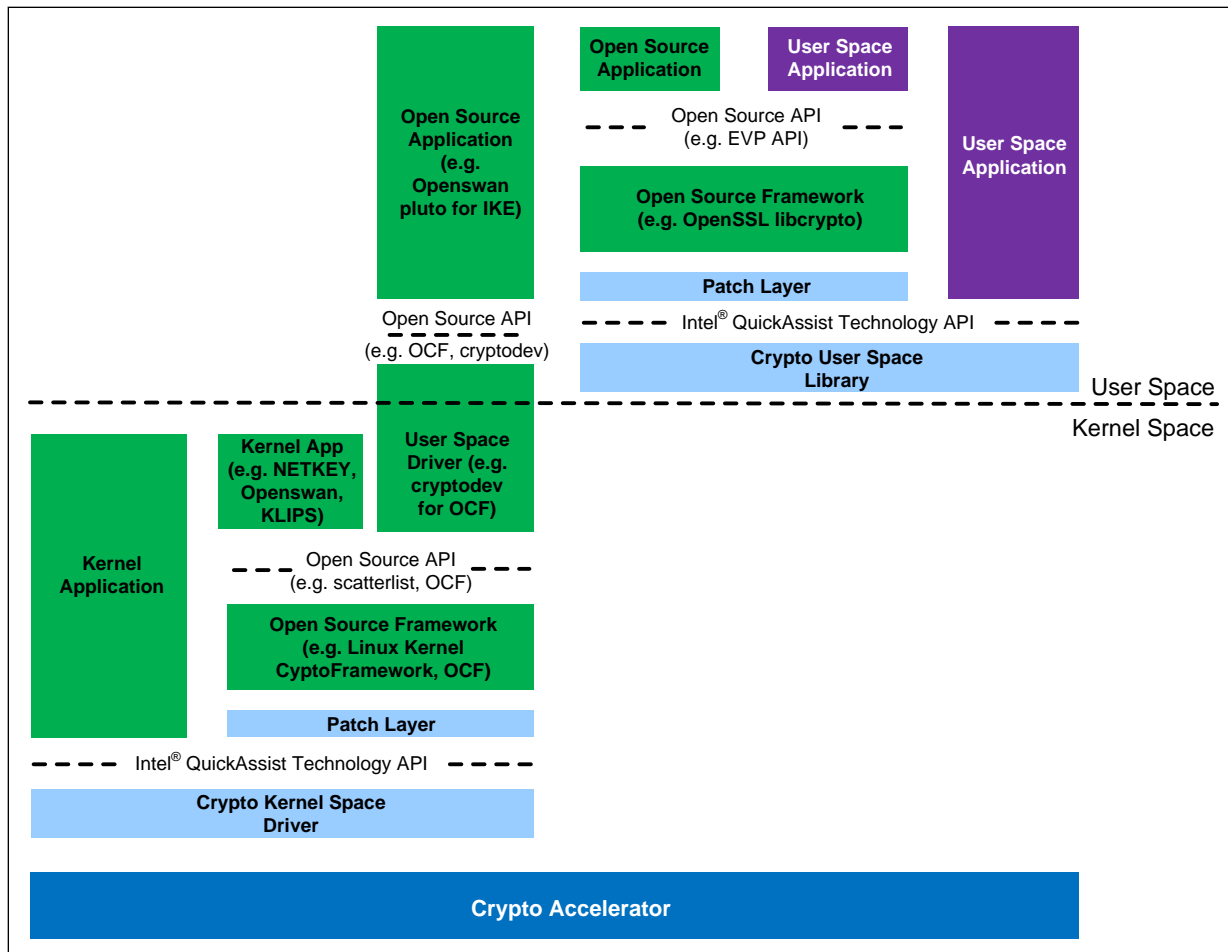 Open Source
Application
(e.g.
Openswan
pluto for IKE)
Open Source
Application
User Space
Application
Open Source API
(e.g. EVP API)
User Space
Application
Open Source Framework
(e.g. OpenSSL libcrypto)
Patch Layer
Intel® QuickAssist Technology API
Crypto User Space
Library
Open Source API
(e.g. OCF, cryptodev)
User Space
Kernel Space
Kernel
Application
Kernel App
(e.g. NETKEY,
Openswan,
KLIPS)
User Space
Driver (e.g.
cryptodev
for OCF)
Open Source API
(e.g. scatterlist, OCF)
Open Source Framework
(e.g. Linux Kernel
CyptoFramework, OCF)
Patch Layer
Intel® QuickAssist Technology API
Crypto Kernel Space
Driver
Crypto Accelerator